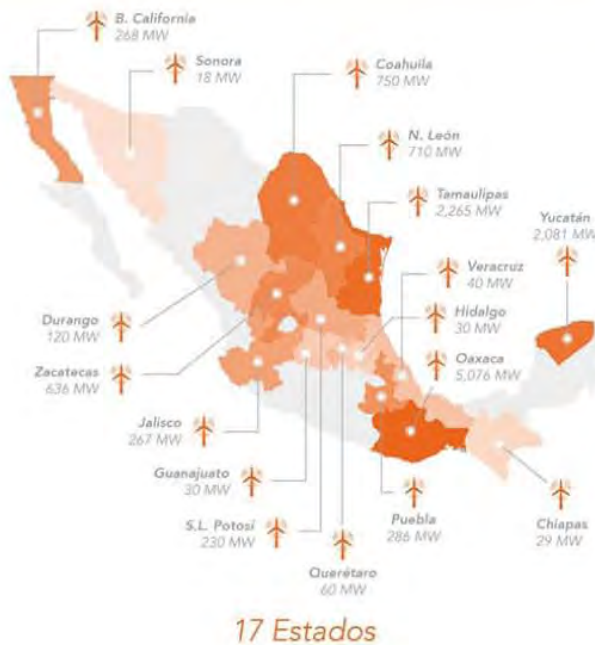 B. California
268 MW
Sonora
18 MW
Coahuila
750 MW
N. León
710 MW
Tamaulipas
2,265 MW
Yucatán
2,081 MW
Veracruz
40 MW
Hidalgo
30 MW
Oaxaca
5,076 MW
Durango
120 MW
Zacatecas
636 MW
Jalisco
267 MW
Guanajuato
30 MW
S.L. Potosí
230 MW
Querétaro
60 MW
Puebla
286 MW
Chiapas
29 MW
17 Estados